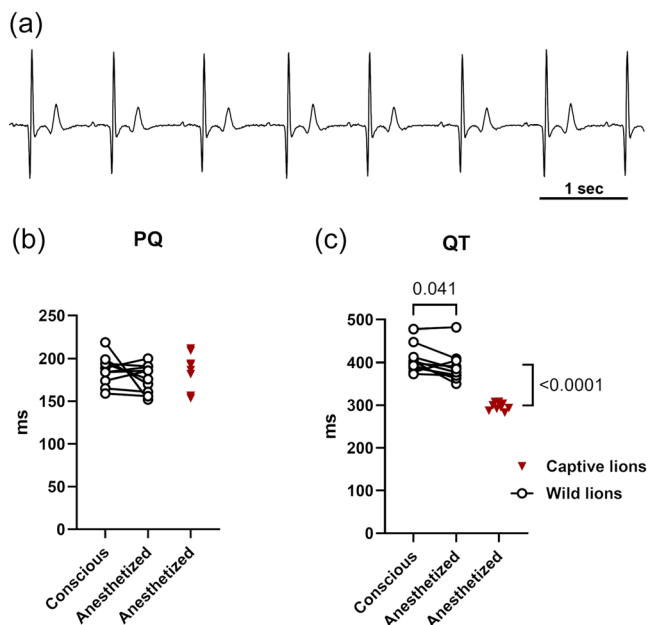 (a)
1 sec
(b)
PQ
ms
250
200
150
100
50
0
Conscious
Anesthetized
Anesthetized
(c)
QT
0.041
ms
500
400
300
200
100
0
<0.0001
Captive lions
Wild lions
Conscious
Anesthetized
Anesthetized